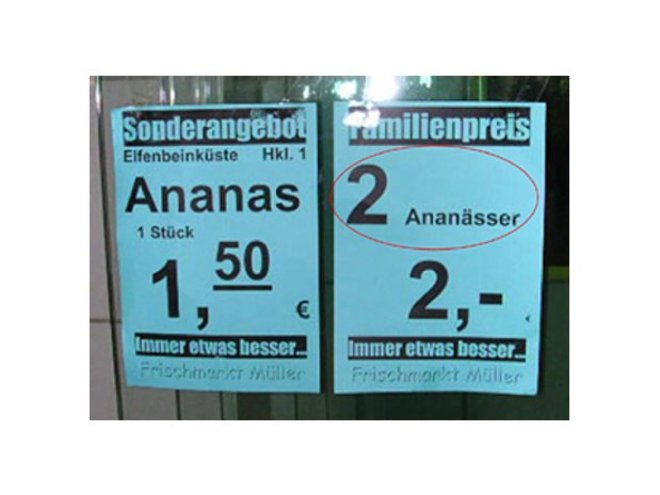 Sonderangebot
Elfenbeinküste Hkl. 1
Ananas
1 Stück
1,50
€
Immer etwas besser...
Frischmarkt Müller
Familienpreis
2 Ananässer
2,-
Immer etwas besser...
Frischmarkt Müller